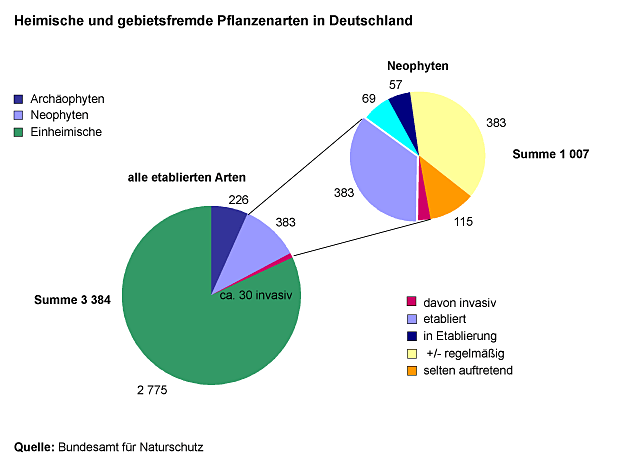 Heimische und gebietsfremde Pflanzenarten in Deutschland
Neophyten
57
69
383
Summe 1 007
383
115
Archäophyten
Neophyten
Einheimische
alle etablierten Arten
226
383
ca. 30 invasiv
Summe 3 384
2 775
davon invasiv
etabliert
in Etablierung
+/- regelmäßig
selten auftretend
Quelle: Bundesamt für Naturschutz